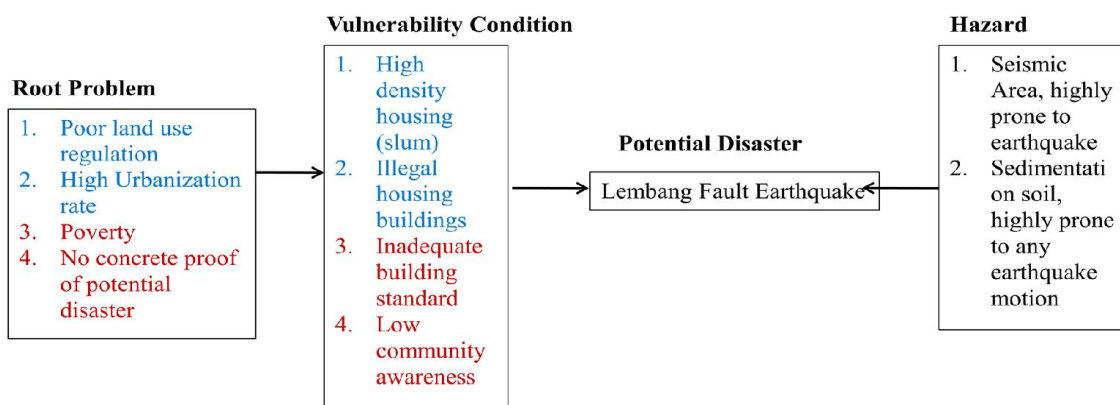 Root Problem
1. Poor land use
regulation
2. High Urbanization
rate
3. Poverty
4. No concrete proof
of potential
disaster
Vulnerability Condition
1. High
density
housing
(slum)
2. Illegal
housing
buildings
3. Inadequate
building
standard
4. Low
community
awareness
Potential Disaster
Lembang Fault Earthquake
Hazard
1. Seismic
Area, highly
prone to
earthquake
2. Sedimentati
on soil,
highly prone
to any
earthquake
motion